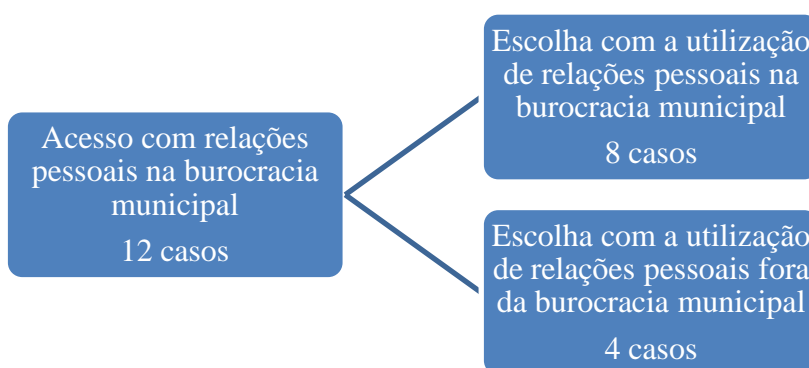 Acesso com relações
pessoais na burocracia
municipal
12 casos
Escolha com a utilização
de relações pessoais na
burocracia municipal
8 casos
Escolha com a utilização
de relações pessoais fora
da burocracia municipal
4 casos